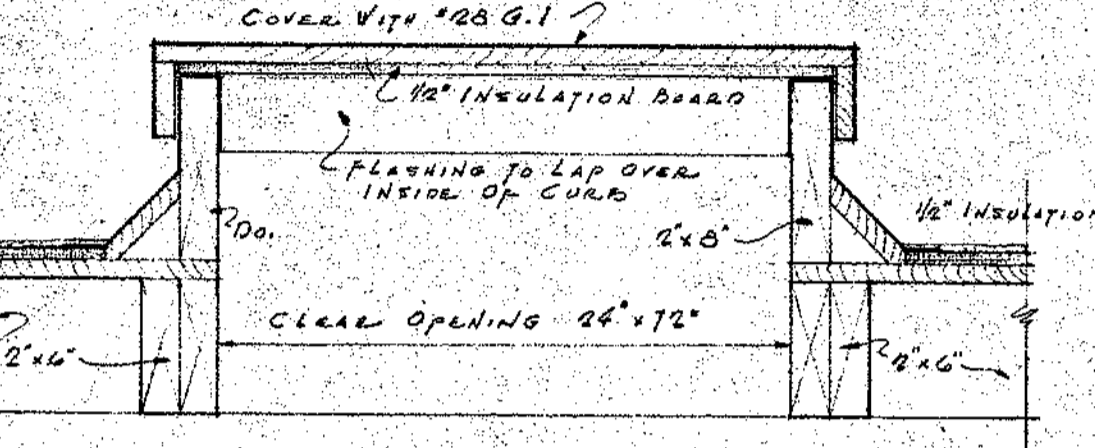 COVER WITH #28 G.I
1/2" INSULATION BOARD
FLASHING TO LAP OVER
INSIDE OF CURB
1/2" INSULATION
DO.
2"x8"
CLEAR OPENING 24" x 72"
2"x6"
2"x6"